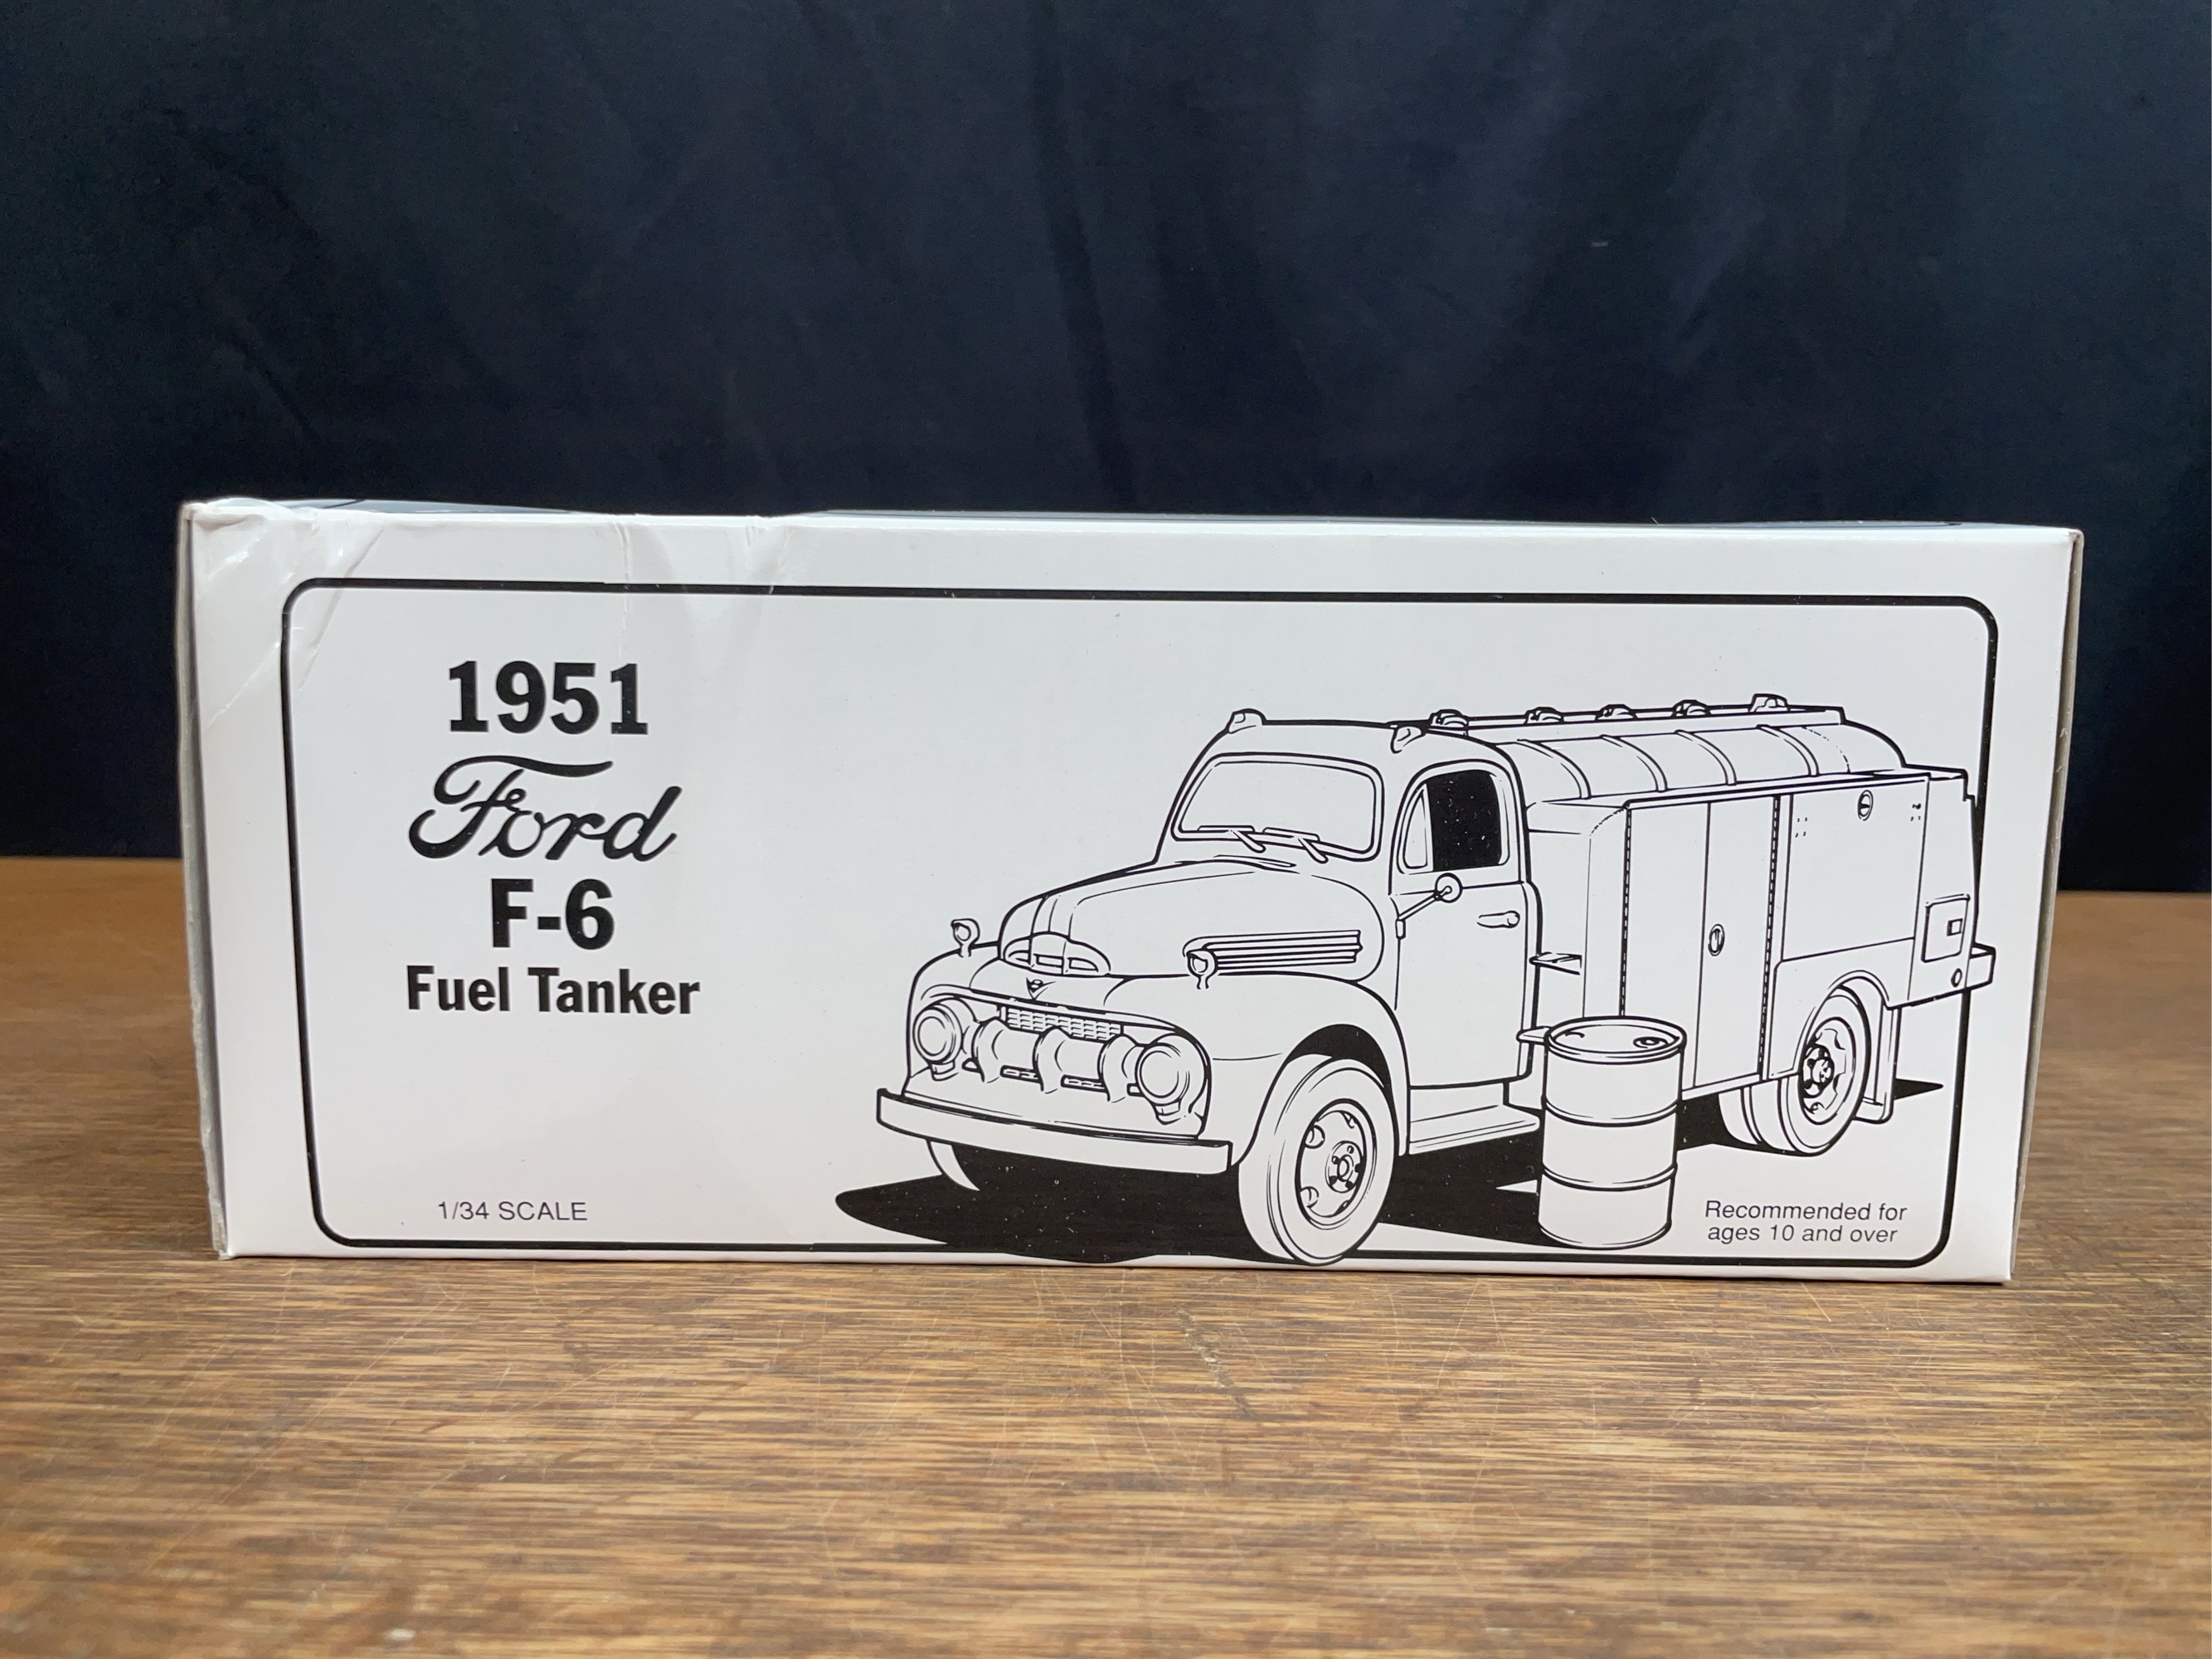 1951
Ford
F-6
Fuel Tanker
1/34 SCALE
Recommended for
ages 10 and over